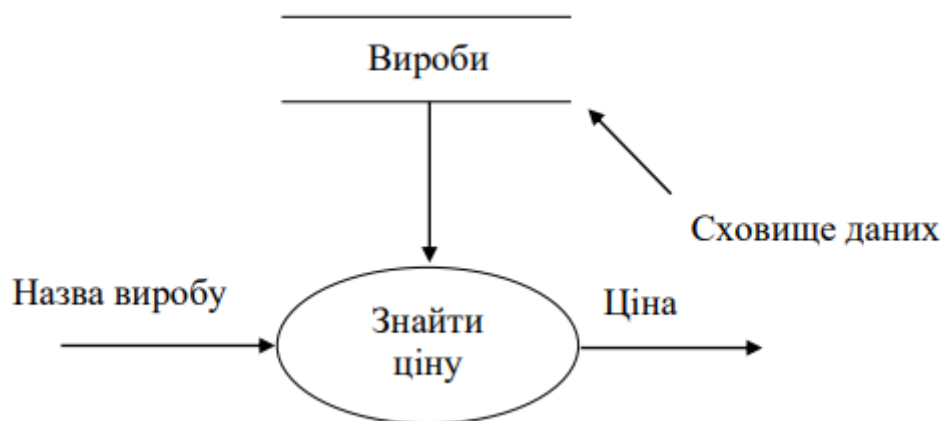 Вироби
Сховище даних
Назва виробу
Знайти
ціну
Ціна